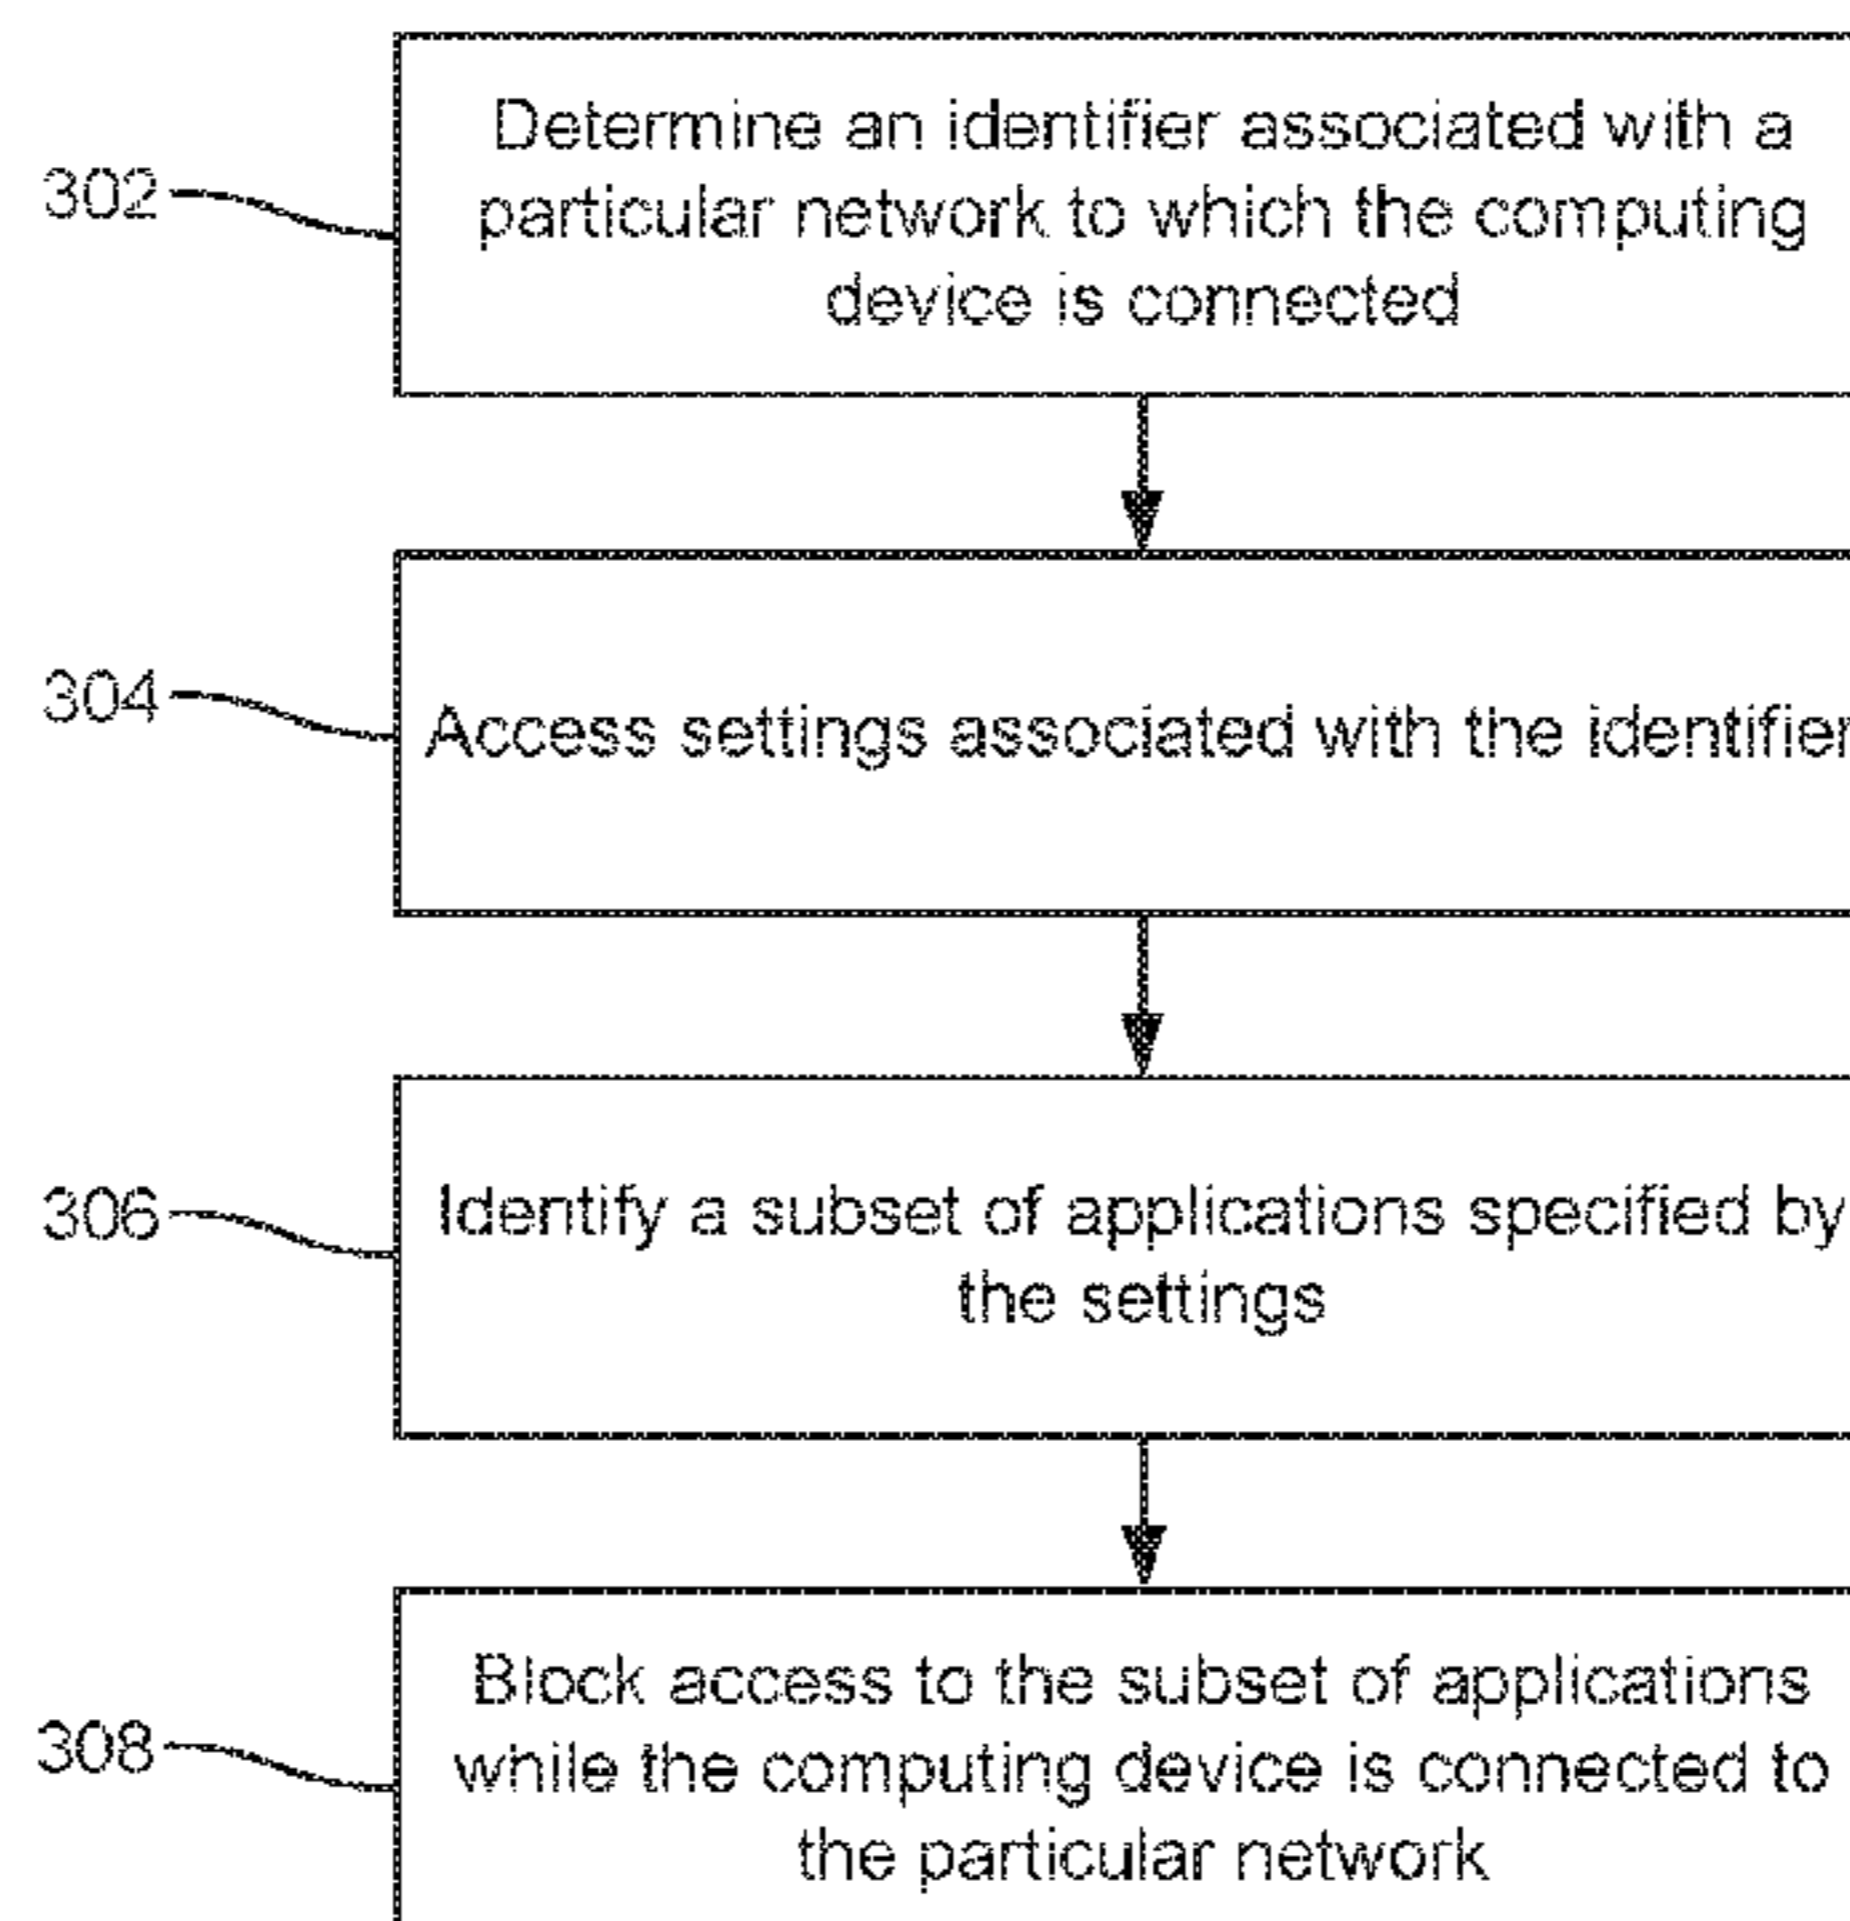 302
Determine an identifier associated with a
particular network to which the computing
device is connected
304
Access settings associated with the identifier
306
Identify a subset of applications specified by
the settings
308
Block access to the subset of applications
while the computing device is connected to
the particular network